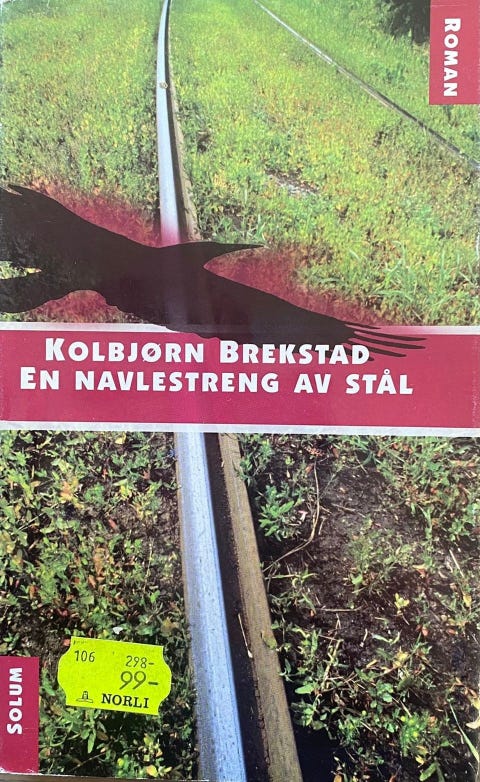 ROMAN
KOLBJØRN BREKSTAD
EN NAVLESTRENG AV STÅL
106 298-
99-
NORLI
SOLUM